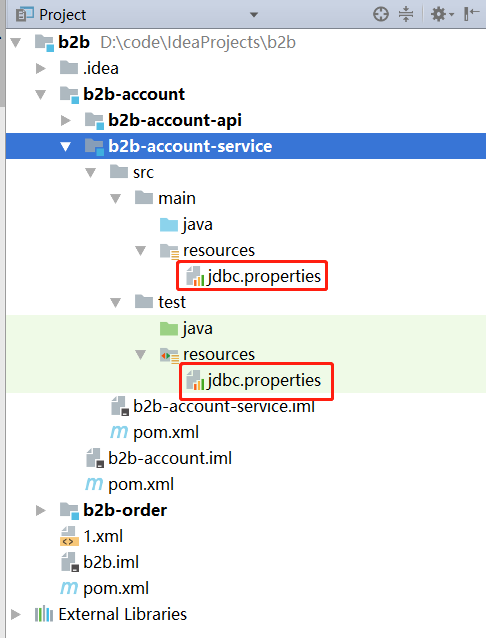 Project
b2b D:\code\IdeaProjects\b2b
.idea
b2b-account
b2b-account-api
b2b-account-service
src
main
java
resources
jdbc.properties
test
java
resources
jdbc.properties
b2b-account-service.iml
pom.xml
b2b-account.iml
pom.xml
b2b-order
1.xml
b2b.iml
pom.xml
External Libraries